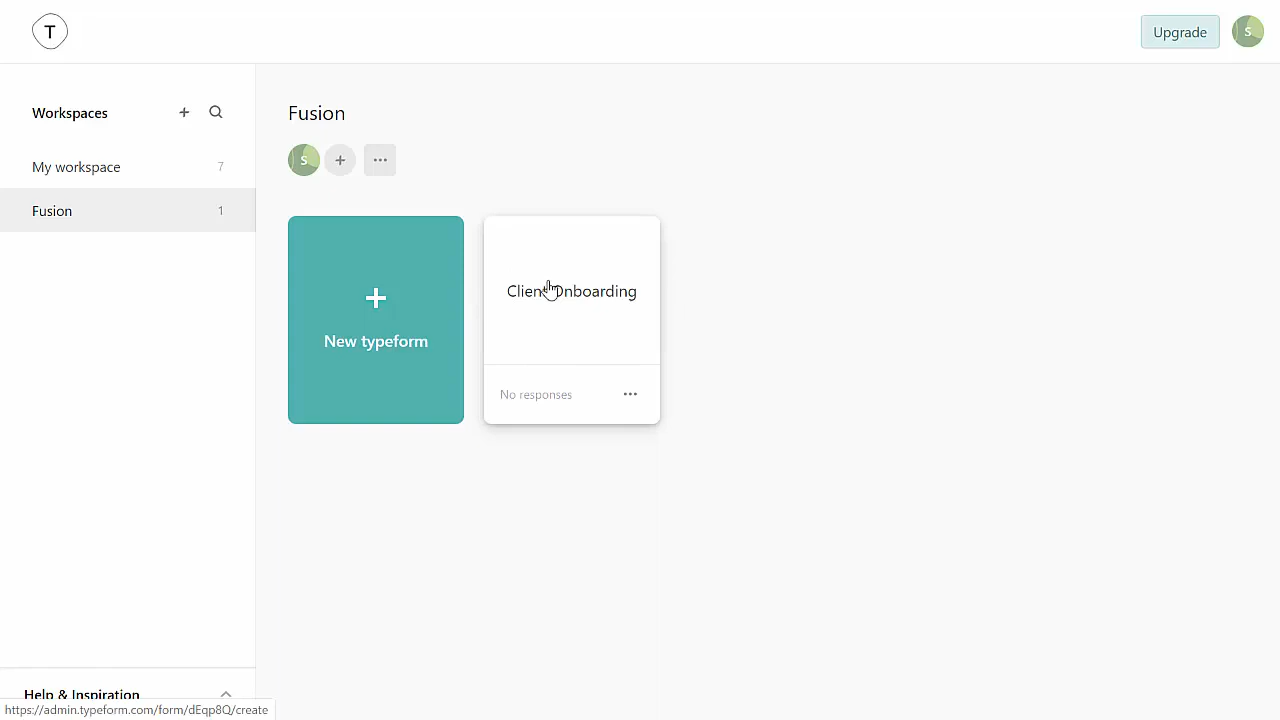 T
Upgrade
S
Workspaces
My workspace 7
Fusion 1
Fusion
S
New typeform
Client Onboarding
No responses
Help & Inspiration
https://admin.typeform.com/form/dEqp8Q/create